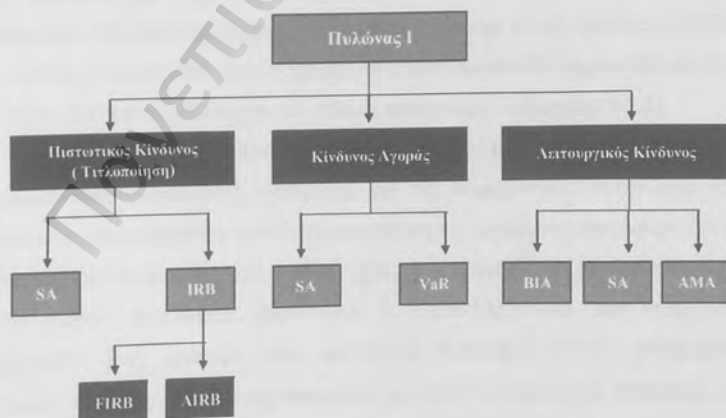 Πυλώνας Ι
Πιστωτικός Κίνδυνος
( Τιτλοποίηση)
Κίνδυνος Αγοράς
Λειτουργικός Κίνδυνος
SA
IRB
SA
VaR
BIA
SA
AMA
FIRB
AIRB